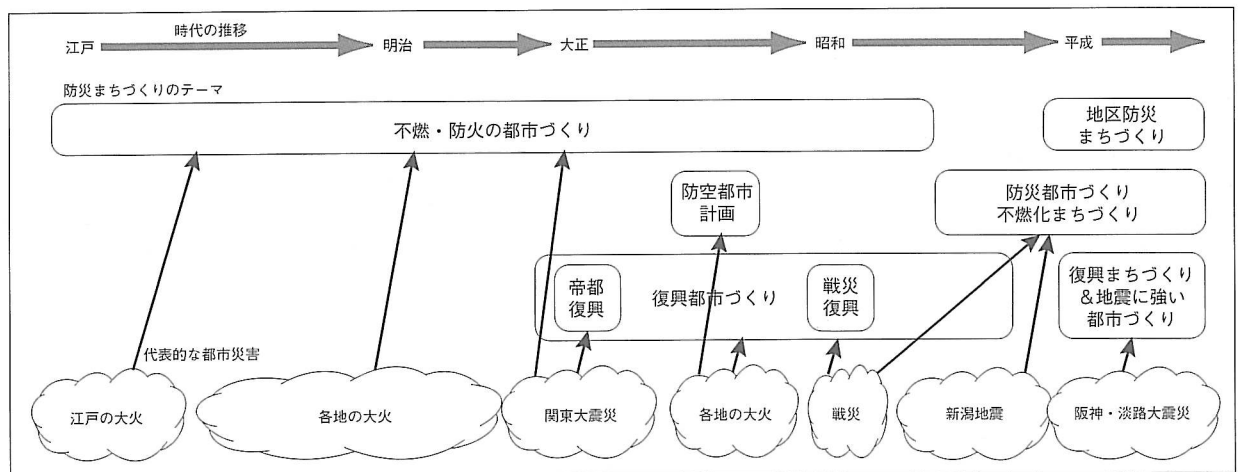 時代の推移
江戸
明治
大正
昭和
平成
防災まちづくりのテーマ
不燃・防火の都市づくり
地区防災
まちづくり
防空都市
計画
防災都市づくり
不燃化まちづくり
帝都
復興
復興都市づくり
戦災
復興
復興まちづくり
&地震に強い
都市づくり
代表的な都市災害
江戸の大火
各地の大火
関東大震災
各地の大火
戦災
新潟地震
阪神・淡路大震災